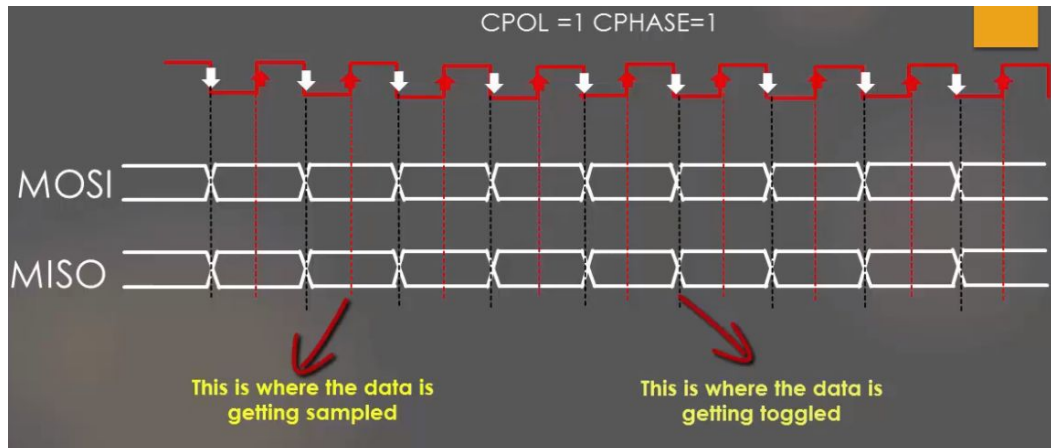 CPOL =1 CPHASE=1
MOSI
MISO
This is where the data is
getting sampled
This is where the data is
getting toggled